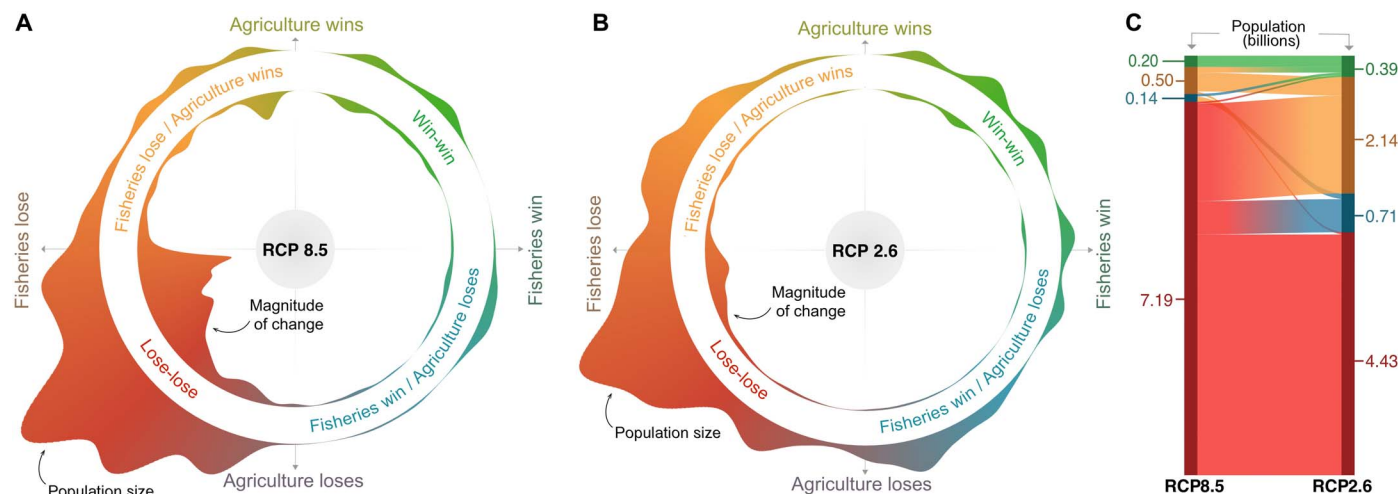 A
Agriculture wins
Fisheries lose / Agriculture wins
Win-win
Fisheries lose
RCP 8.5
Fisheries win
Magnitude
of change
Lose-lose
Fisheries win / Agriculture loses
Agriculture loses
Population size
B
Agriculture wins
Fisheries lose / Agriculture wins
Win-win
Fisheries lose
RCP 2.6
Fisheries win
Magnitude
of change
Lose-lose
Fisheries win / Agriculture loses
Population size
Agriculture loses
C
Population
(billions)
0.20
0.50
0.14
7.19
0.39
2.14
0.71
4.43
RCP8.5
RCP2.6